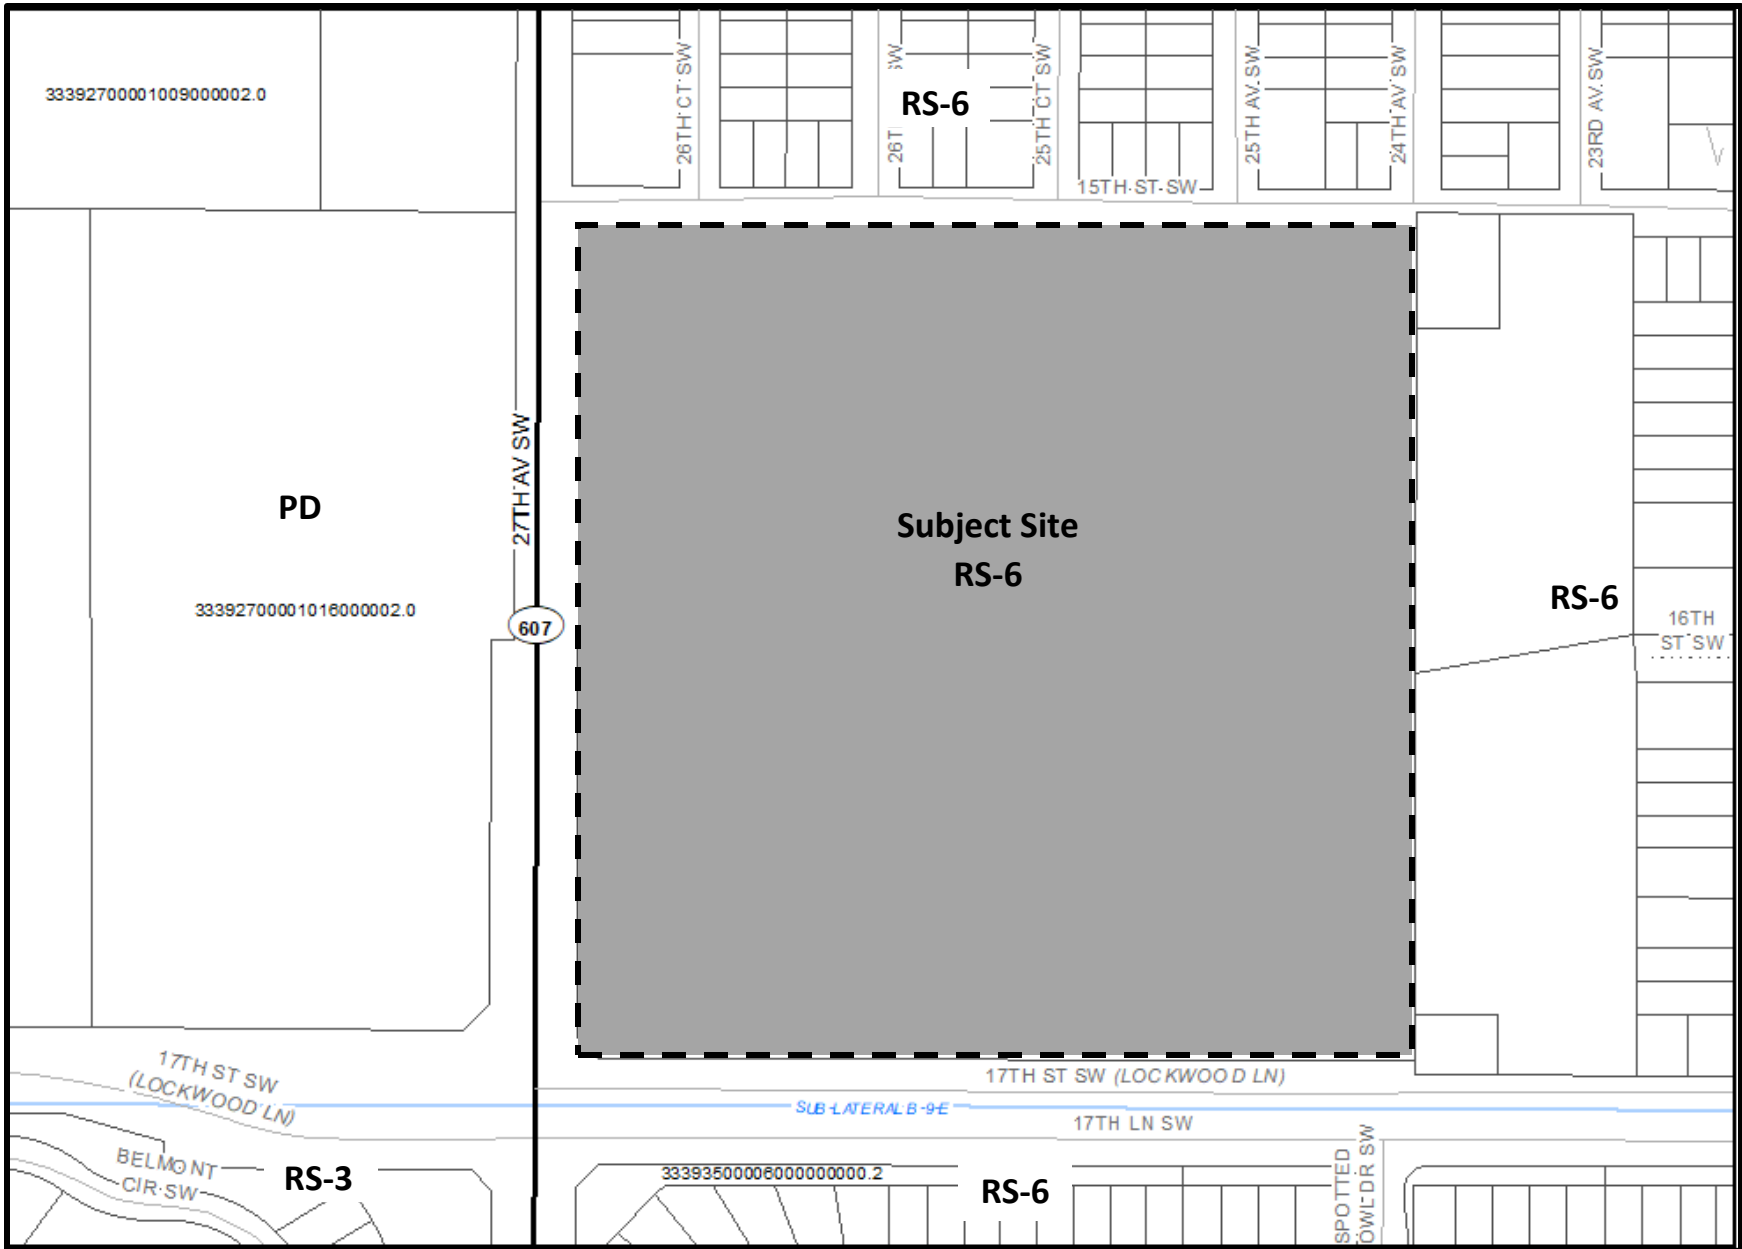 33392700001009000002.0
26TH CT SW
26T
SW
RS-6
25TH CT SW
25TH AV SW
24TH AV SW
23RD AV SW
15TH ST SW
27TH AV SW
PD
33392700001016000002.0
607
Subject Site
RS-6
RS-6
16TH
ST SW
17TH ST SW
(LOCKWOOD LN)
17TH ST SW (LOCKWOOD LN)
SUB-LATERAL B-9-E
17TH LN SW
BELMONT
CIR SW
RS-3
33393500006000000000.2
RS-6
SPOTTED
OWL DR SW